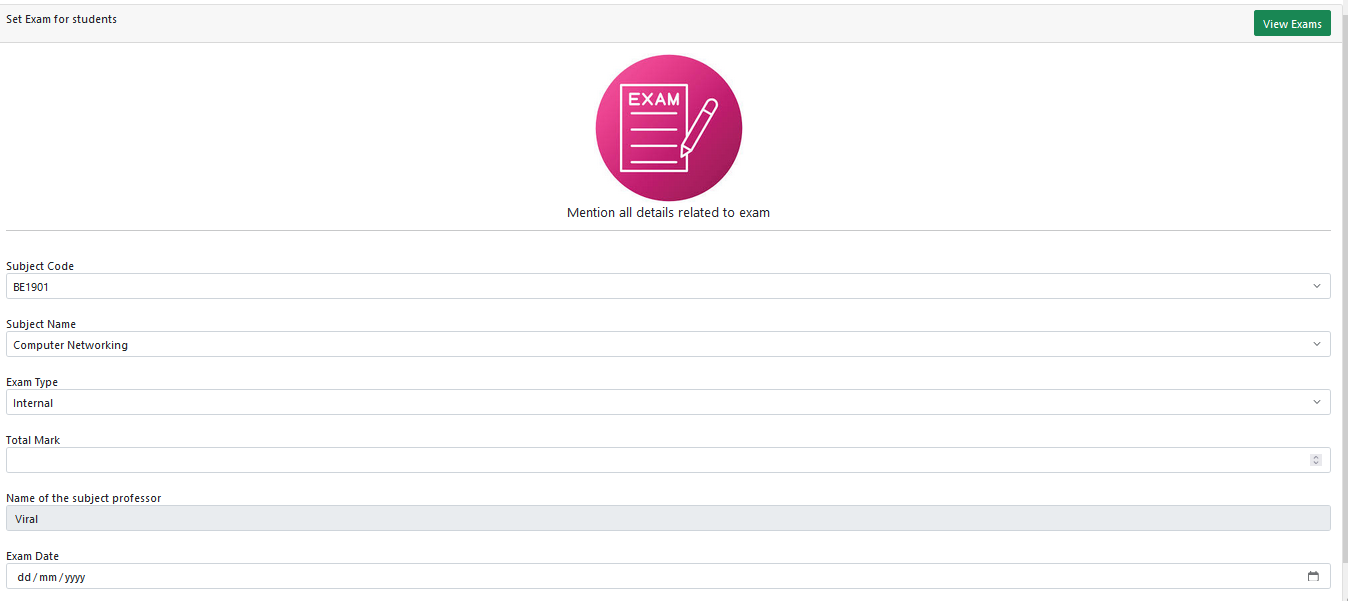 Set Exam for students
View Exams
EXAM
Mention all details related to exam
Subject Code
BE1901
Subject Name
Computer Networking
Exam Type
Internal
Total Mark
Name of the subject professor
Viral
Exam Date
dd/mm/yyyy